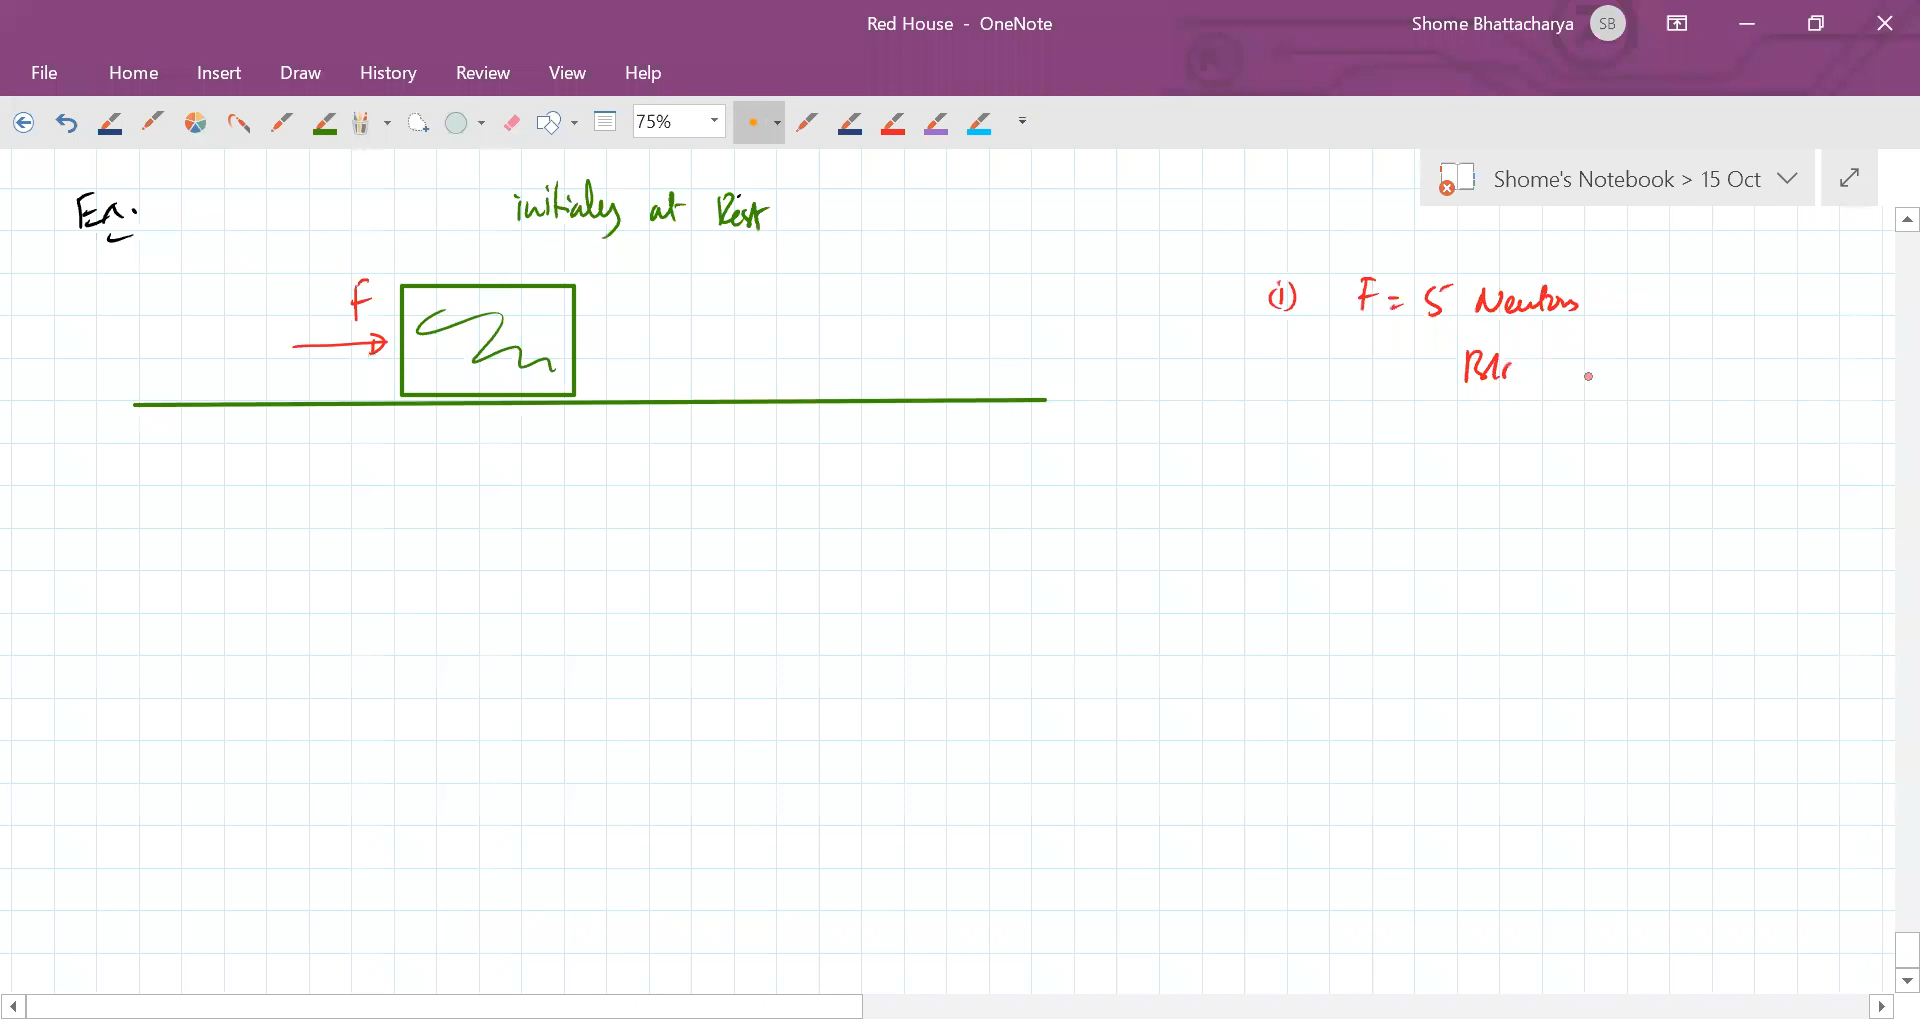 Red House - OneNote
Shome Bhattacharya SB
File Home Insert Draw History Review View Help
75%
Shome's Notebook > 15 Oct
Ex.
initialy at Rest
F
(i) F = 5 Newtons
Blo